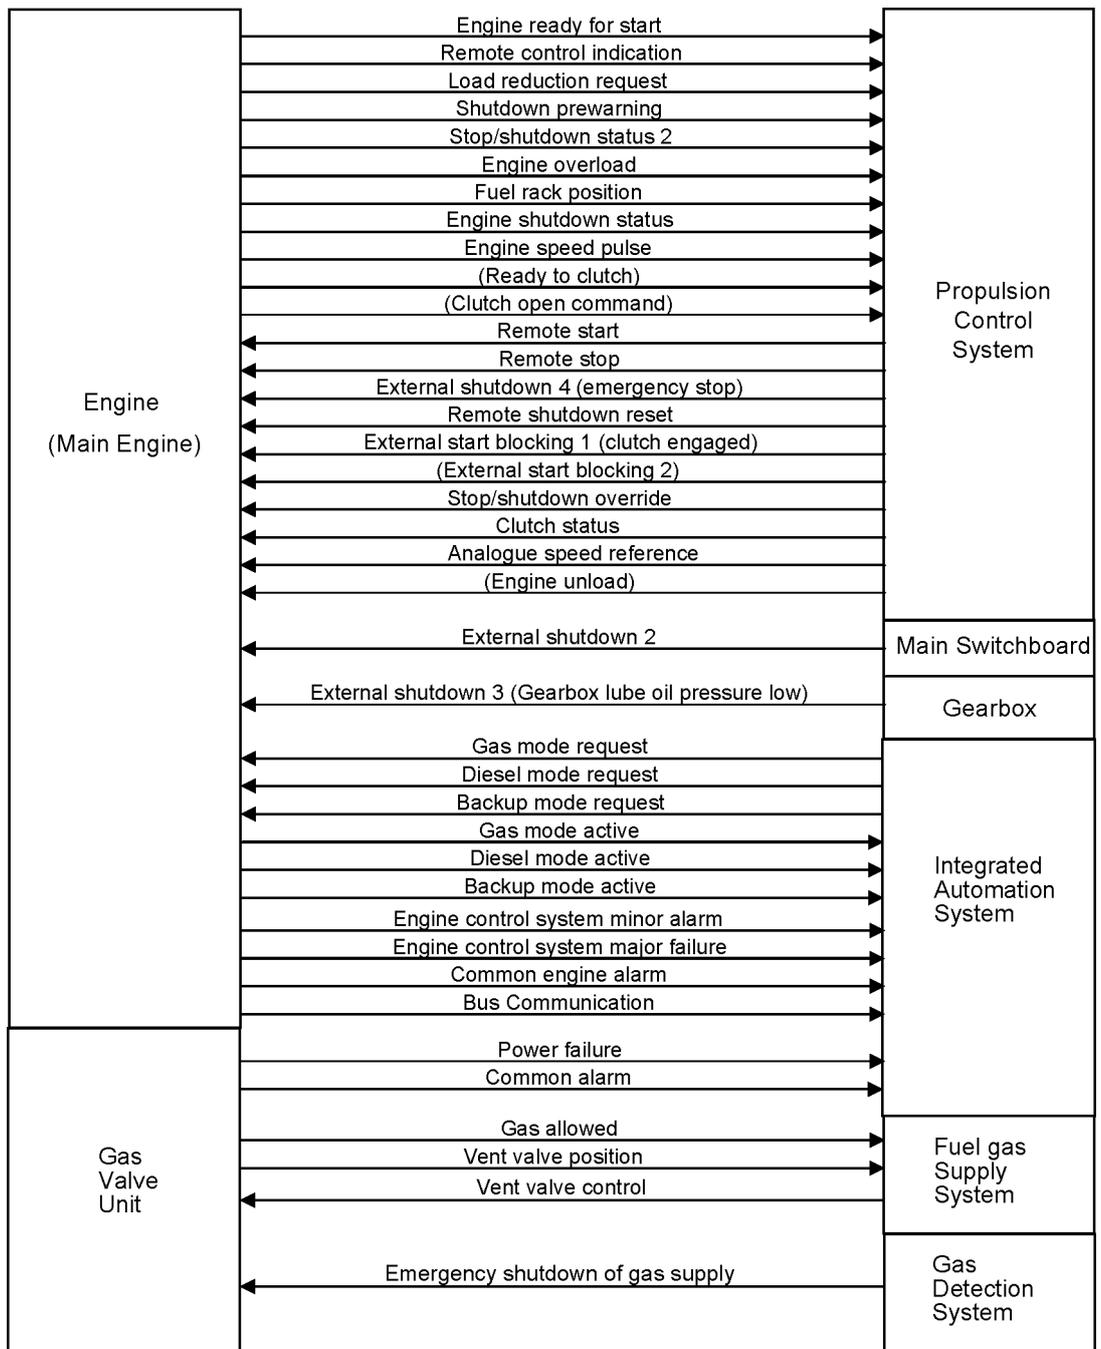 Engine ready for start
Remote control indication
Load reduction request
Shutdown prewarning
Stop/shutdown status 2
Engine overload
Fuel rack position
Engine shutdown status
Engine speed pulse
(Ready to clutch)
(Clutch open command)
Remote start
Remote stop
External shutdown 4 (emergency stop)
Remote shutdown reset
External start blocking 1 (clutch engaged)
(External start blocking 2)
Stop/shutdown override
Clutch status
Analogue speed reference
(Engine unload)
Engine
(Main Engine)
Propulsion
Control
System
External shutdown 2
Main Switchboard
External shutdown 3 (Gearbox lube oil pressure low)
Gearbox
Gas mode request
Diesel mode request
Backup mode request
Gas mode active
Diesel mode active
Backup mode active
Engine control system minor alarm
Engine control system major failure
Common engine alarm
Bus Communication
Integrated
Automation
System
Power failure
Common alarm
Gas
Valve
Unit
Gas allowed
Vent valve position
Vent valve control
Fuel gas
Supply
System
Emergency shutdown of gas supply
Gas
Detection
System